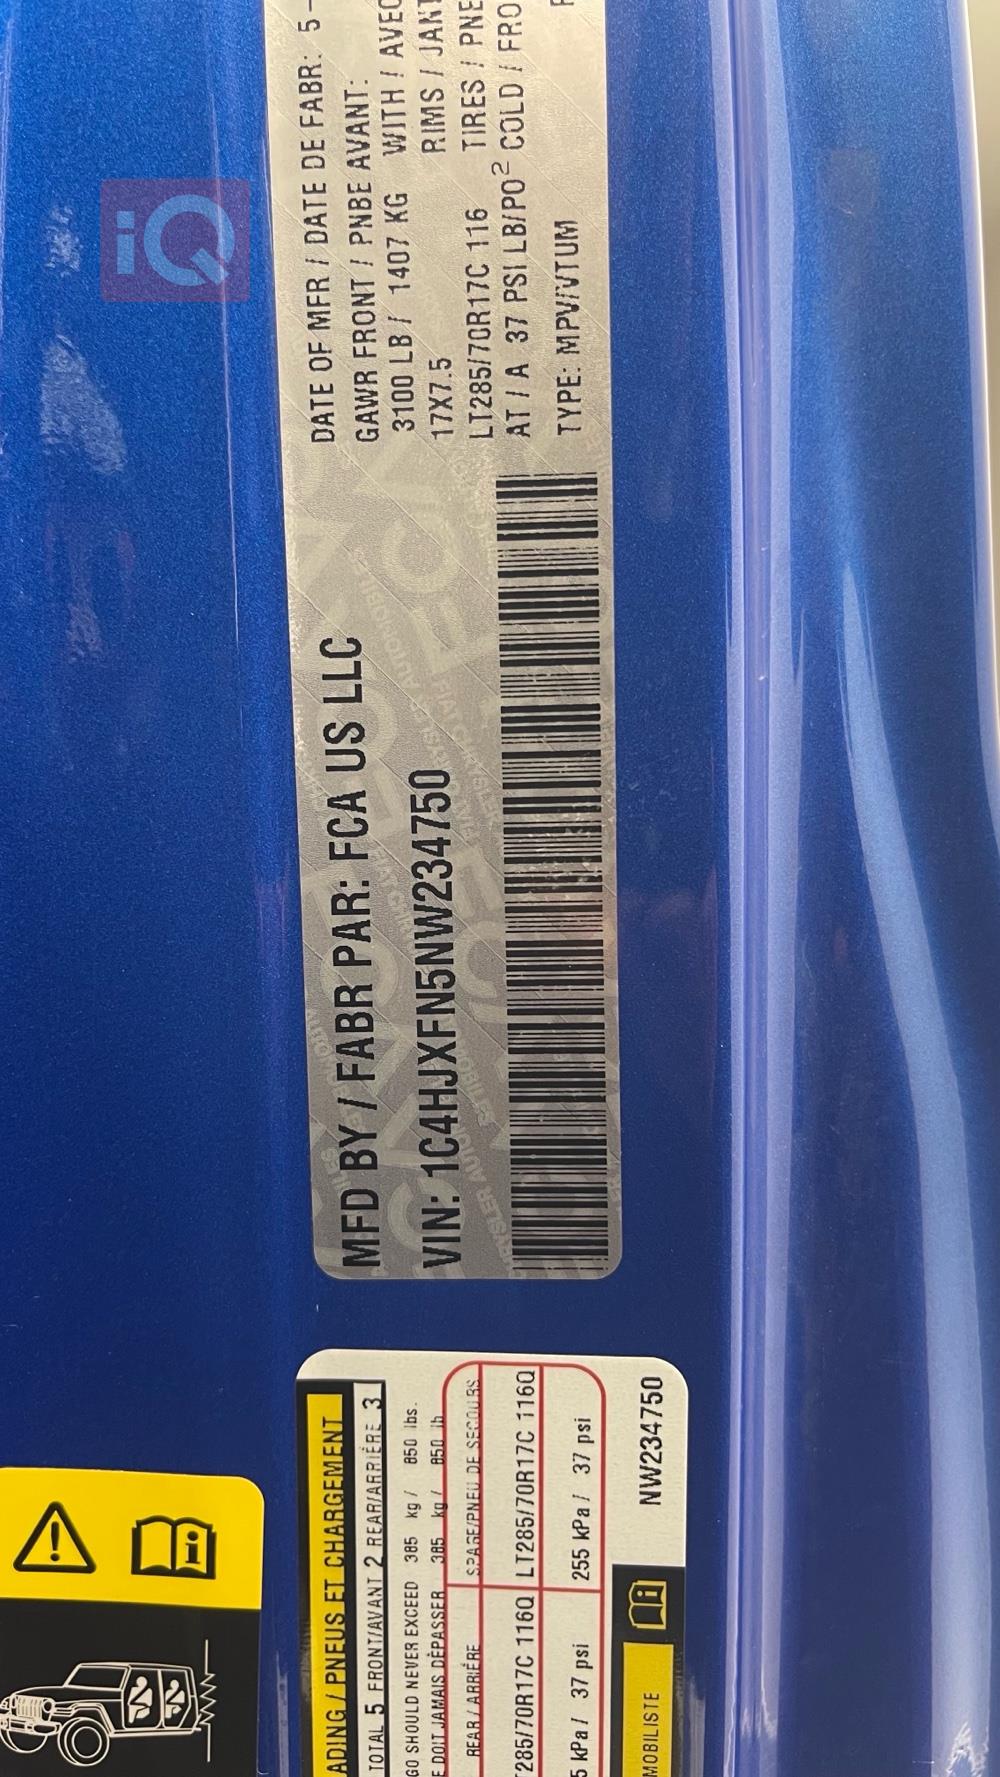 iQ
MFD BY / FABR PAR: FCA US LLC
VIN: 1C4HJXFN5NW234750
DATE OF MFR / DATE DE FABR: 5-
GAWR FRONT / PNBE AVANT:
3100 LB / 1407 KG WITH / AVEC
17X7.5 RIMS / JANT
LT285/70R17C 116 TIRES / PNE
AT / A 37 PSI LB/PO² COLD / FRO
TYPE: MPV/VTUM
ADING / PNEUS ET CHARGEMENT
TOTAL 5 FRONT/AVANT 2 REAR/ARRIÈRE 3
GO SHOULD NEVER EXCEED 385 kg / 850 lbs.
E DOIT JAMAIS DÉPASSER 385 kg / 850 lb
REAR / ARRIÈRE SPARE/PNEU DE SECOURS
T285/70R17C 116Q LT285/70R17C 116Q
5 kPa / 37 psi 255 kPa / 37 psi
MOBILISTE NW234750